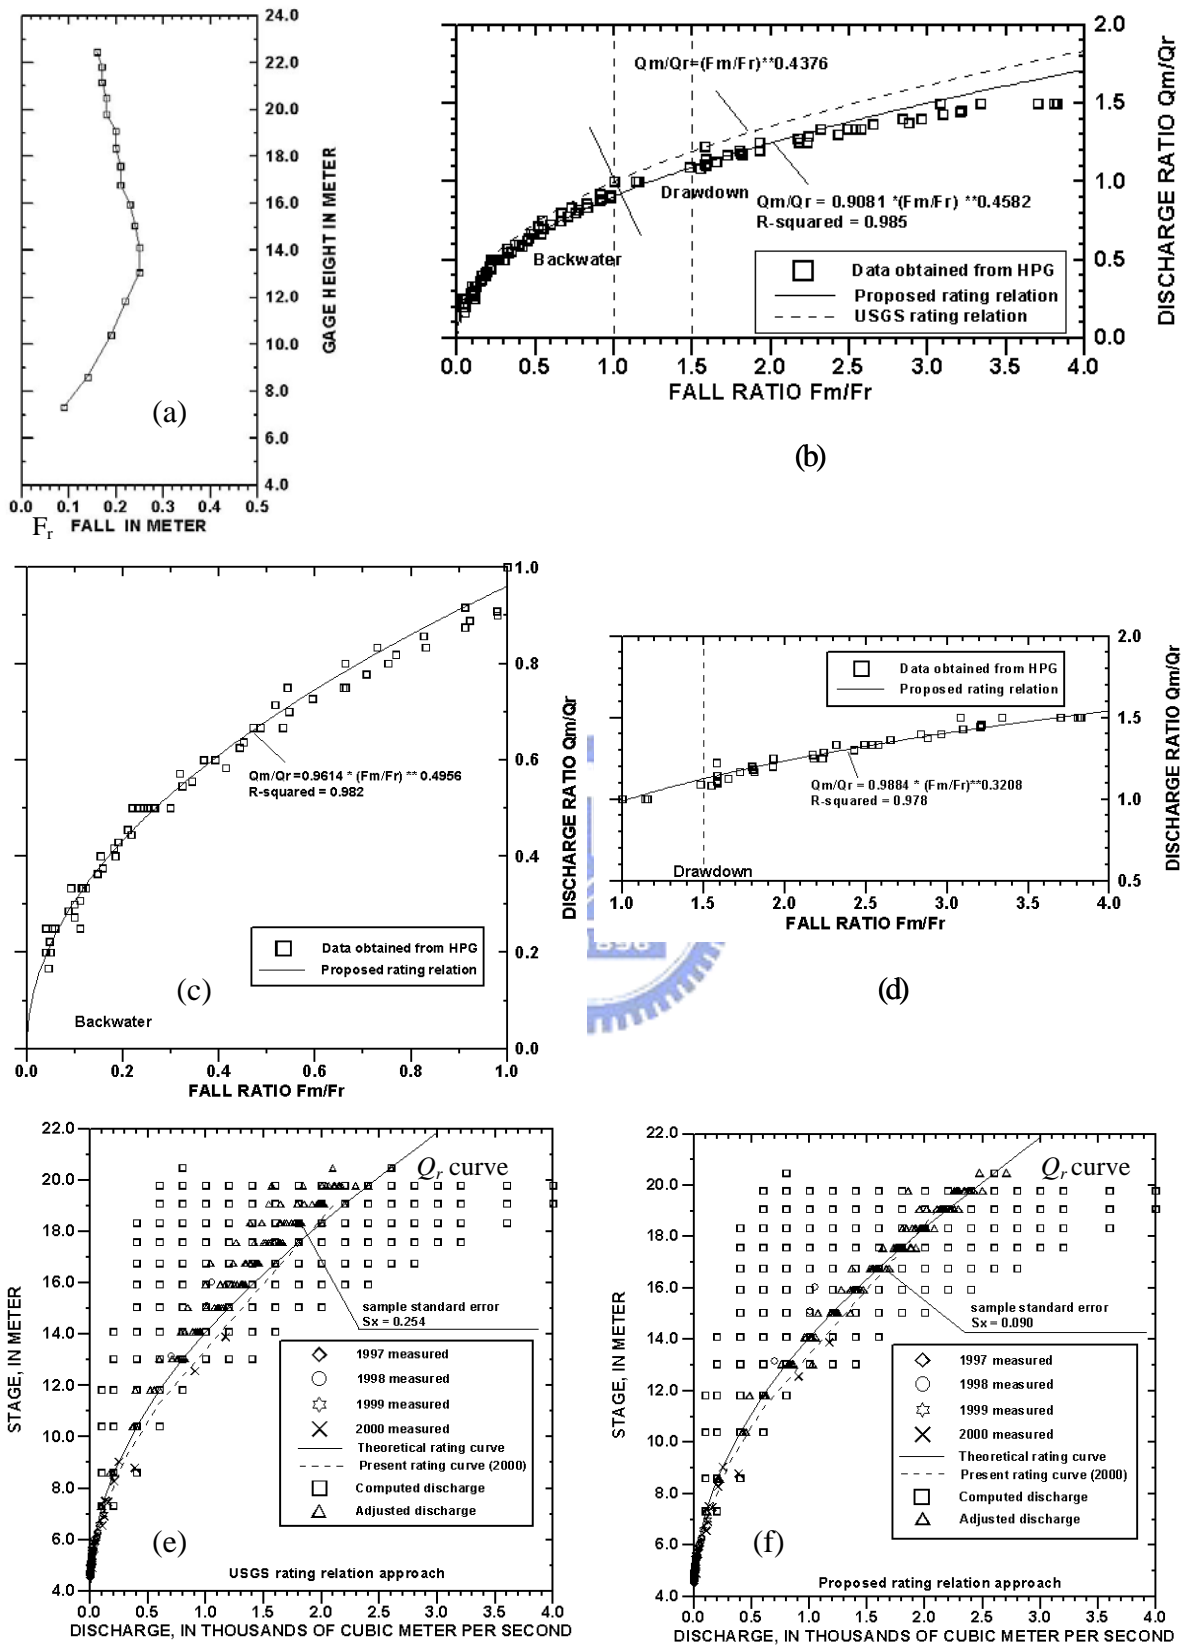 24.0
22.0
20.0
18.0
16.0
14.0
12.0
10.0
8.0
6.0
4.0
GAGE HEIGHT IN METER
0.0 0.1 0.2 0.3 0.4 0.5
Fr FALL IN METER
(a)
2.0
1.5
1.0
0.5
0.0
DISCHARGE RATIO Qm/Qr
Qm/Qr=(Fm/Fr)**0.4376
Drawdown
Qm/Qr = 0.9081 *(Fm/Fr) **0.4582
R-squared = 0.985
Backwater
Data obtained from HPG
Proposed rating relation
USGS rating relation
0.0 0.5 1.0 1.5 2.0 2.5 3.0 3.5 4.0
FALL RATIO Fm/Fr
(b)
1.0
0.8
0.6
0.4
0.2
0.0
DISCHARGE RATIO Qm/Qr
Qm/Qr=0.9614 * (Fm/Fr) ** 0.4956
R-squared = 0.982
Data obtained from HPG
Proposed rating relation
(c)
Backwater
0.0 0.2 0.4 0.6 0.8 1.0
FALL RATIO Fm/Fr
2.0
1.5
1.0
0.5
DISCHARGE RATIO Qm/Qr
Data obtained from HPG
Proposed rating relation
Qm/Qr = 0.9884 * (Fm/Fr)**0.3208
R-squared = 0.978
Drawdown
1.0 1.5 2.0 2.5 3.0 3.5 4.0
FALL RATIO Fm/Fr
1896
(d)
22.0
20.0
18.0
16.0
14.0
12.0
10.0
8.0
6.0
4.0
STAGE, IN METER
Qr curve
sample standard error
Sx = 0.254
1997 measured
1998 measured
1999 measured
2000 measured
Theoretical rating curve
Present rating curve (2000)
Computed discharge
Adjusted discharge
(e)
USGS rating relation approach
0.0 0.5 1.0 1.5 2.0 2.5 3.0 3.5 4.0
DISCHARGE, IN THOUSANDS OF CUBIC METER PER SECOND
22.0
20.0
18.0
16.0
14.0
12.0
10.0
8.0
6.0
4.0
STAGE, IN METER
Qr curve
sample standard error
Sx = 0.090
1997 measured
1998 measured
1999 measured
2000 measured
Theoretical rating curve
Present rating curve (2000)
Computed discharge
Adjusted discharge
(f)
Proposed rating relation approach
0.0 0.5 1.0 1.5 2.0 2.5 3.0 3.5 4.0
DISCHARGE, IN THOUSANDS OF CUBIC METER PER SECOND